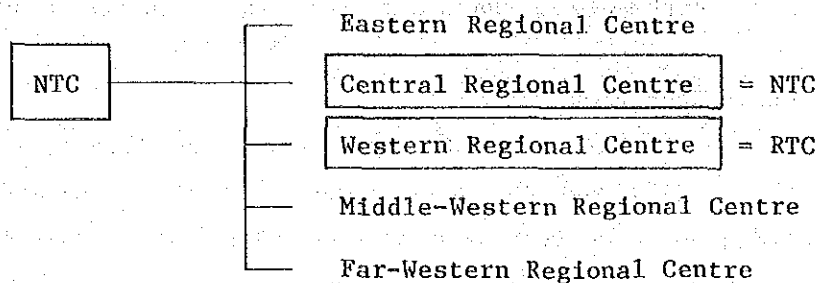 Eastern Regional Centre
NTC
Central Regional Centre = NTC
Western Regional Centre = RTC
Middle-Western Regional Centre
Far-Western Regional Centre